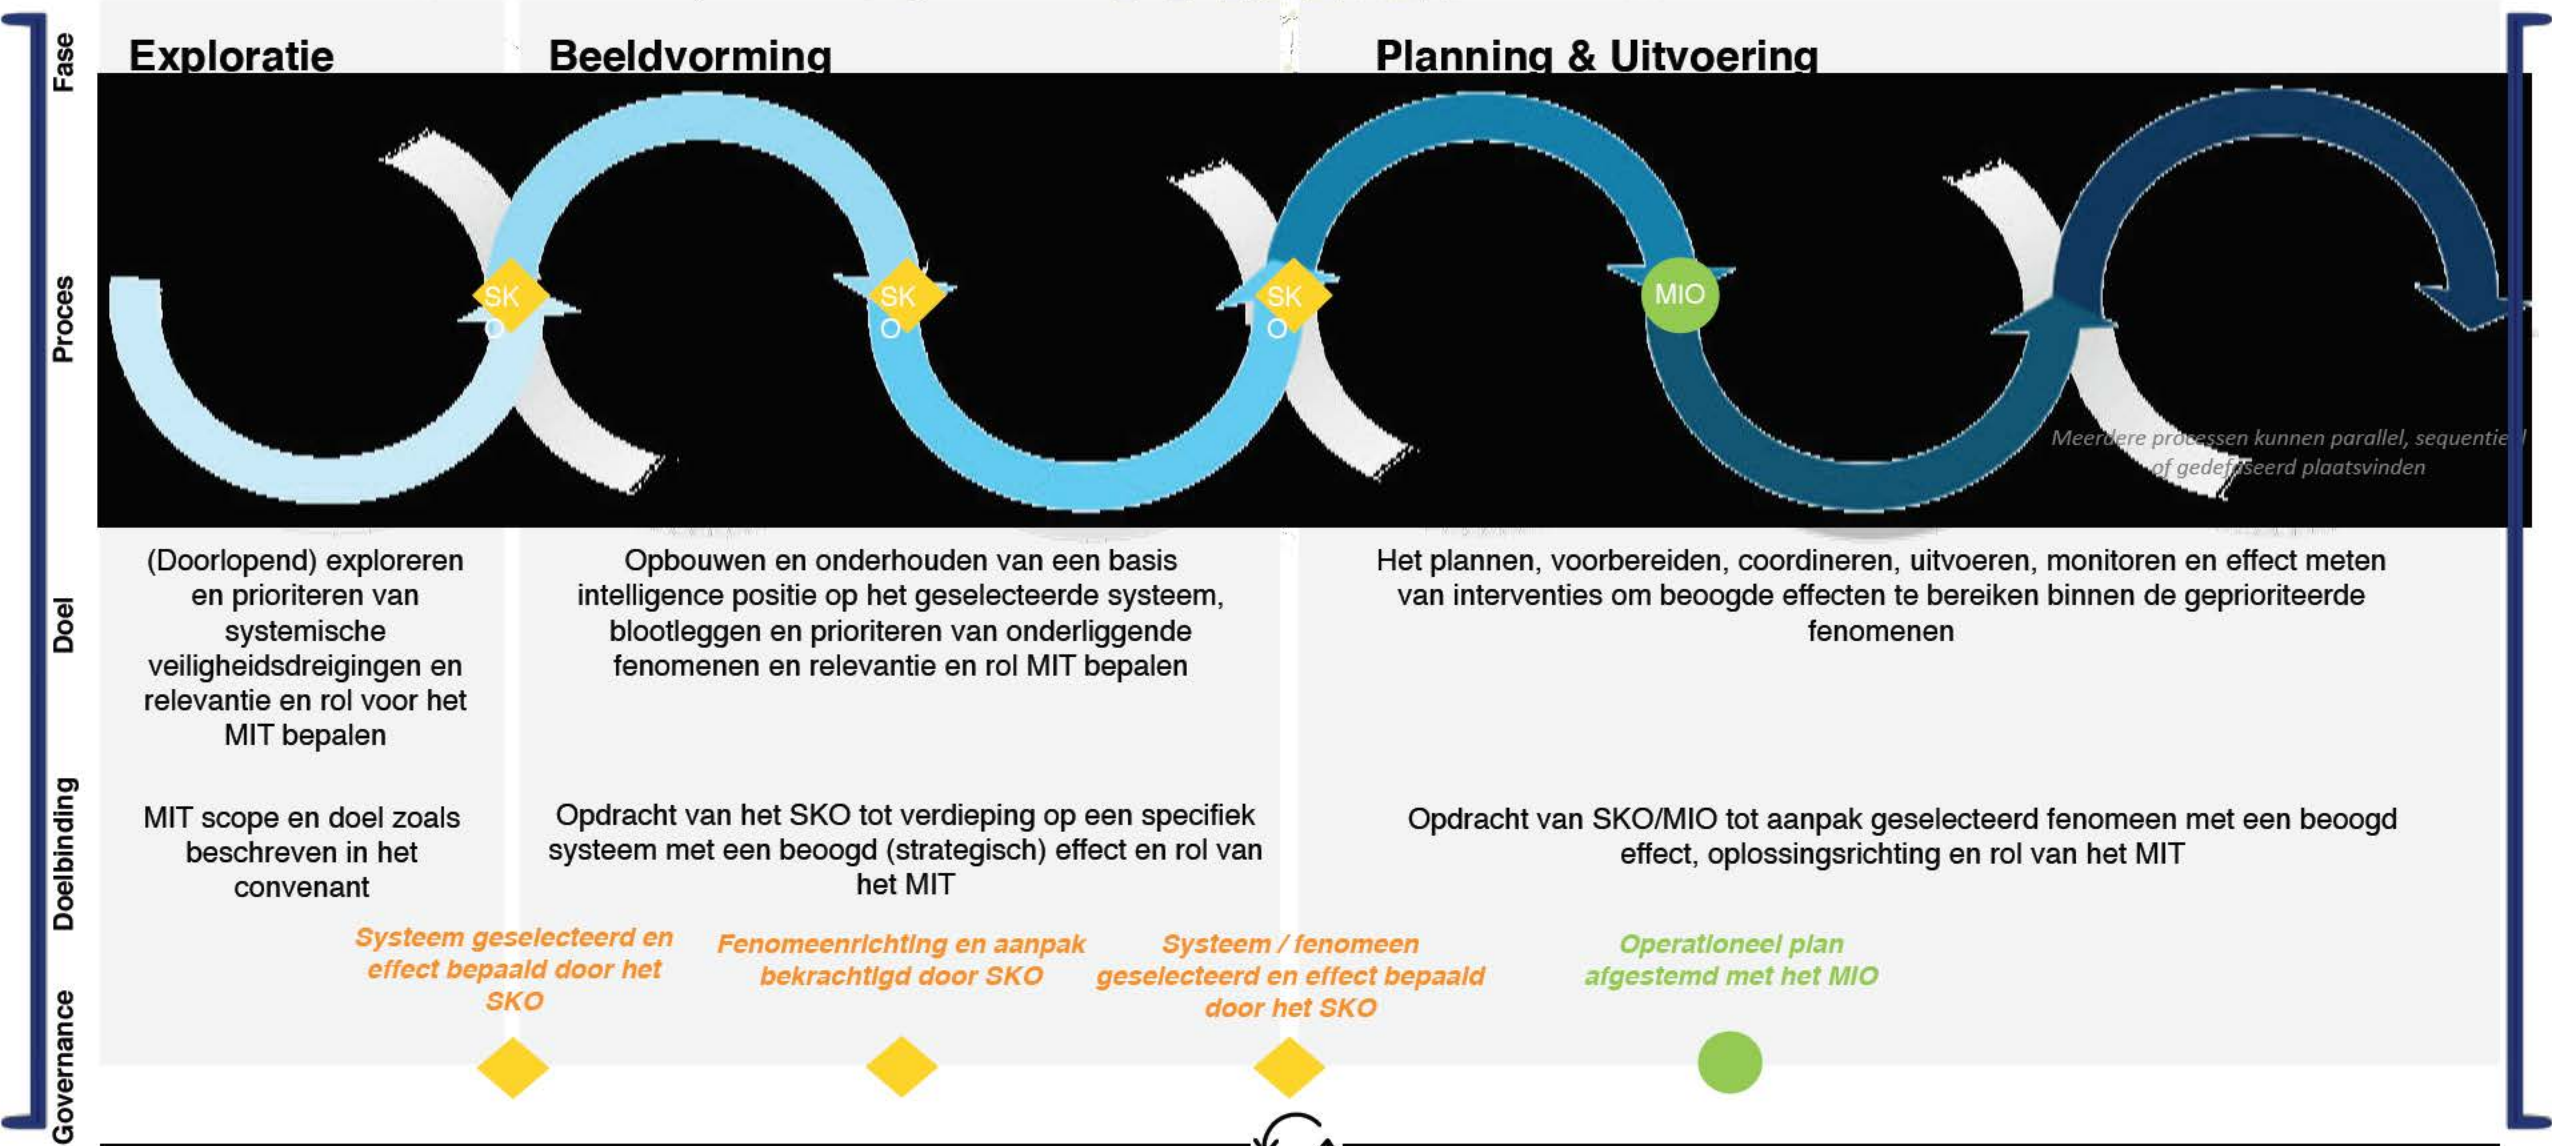 Fase
Exploratie
Beeldvorming
Planning & Uitvoering
Proces
SK
O
SK
O
SK
O
MIO
Meerdere processen kunnen parallel, sequentieel
of gedefaseerd plaatsvinden
Doel
(Doorlopend) exploreren
en prioriteren van
systemische
veiligheidsdreigingen en
relevantie en rol voor het
MIT bepalen
Opbouwen en onderhouden van een basis
intelligence positie op het geselecteerde systeem,
blootleggen en prioriteren van onderliggende
fenomenen en relevantie en rol MIT bepalen
Het plannen, voorbereiden, coordineren, uitvoeren, monitoren en effect meten
van interventies om beoogde effecten te bereiken binnen de geprioriteerde
fenomenen
Doelbinding
MIT scope en doel zoals
beschreven in het
convenant
Opdracht van het SKO tot verdieping op een specifiek
systeem met een beoogd (strategisch) effect en rol van
het MIT
Opdracht van SKO/MIO tot aanpak geselecteerd fenomeen met een beoogd
effect, oplossingsrichting en rol van het MIT
Governance
Systeem geselecteerd en
effect bepaald door het
SKO
Fenomeenrichting en aanpak
bekrachtigd door SKO
Systeem / fenomeen
geselecteerd en effect bepaald
door het SKO
Operationeel plan
afgestemd met het MIO